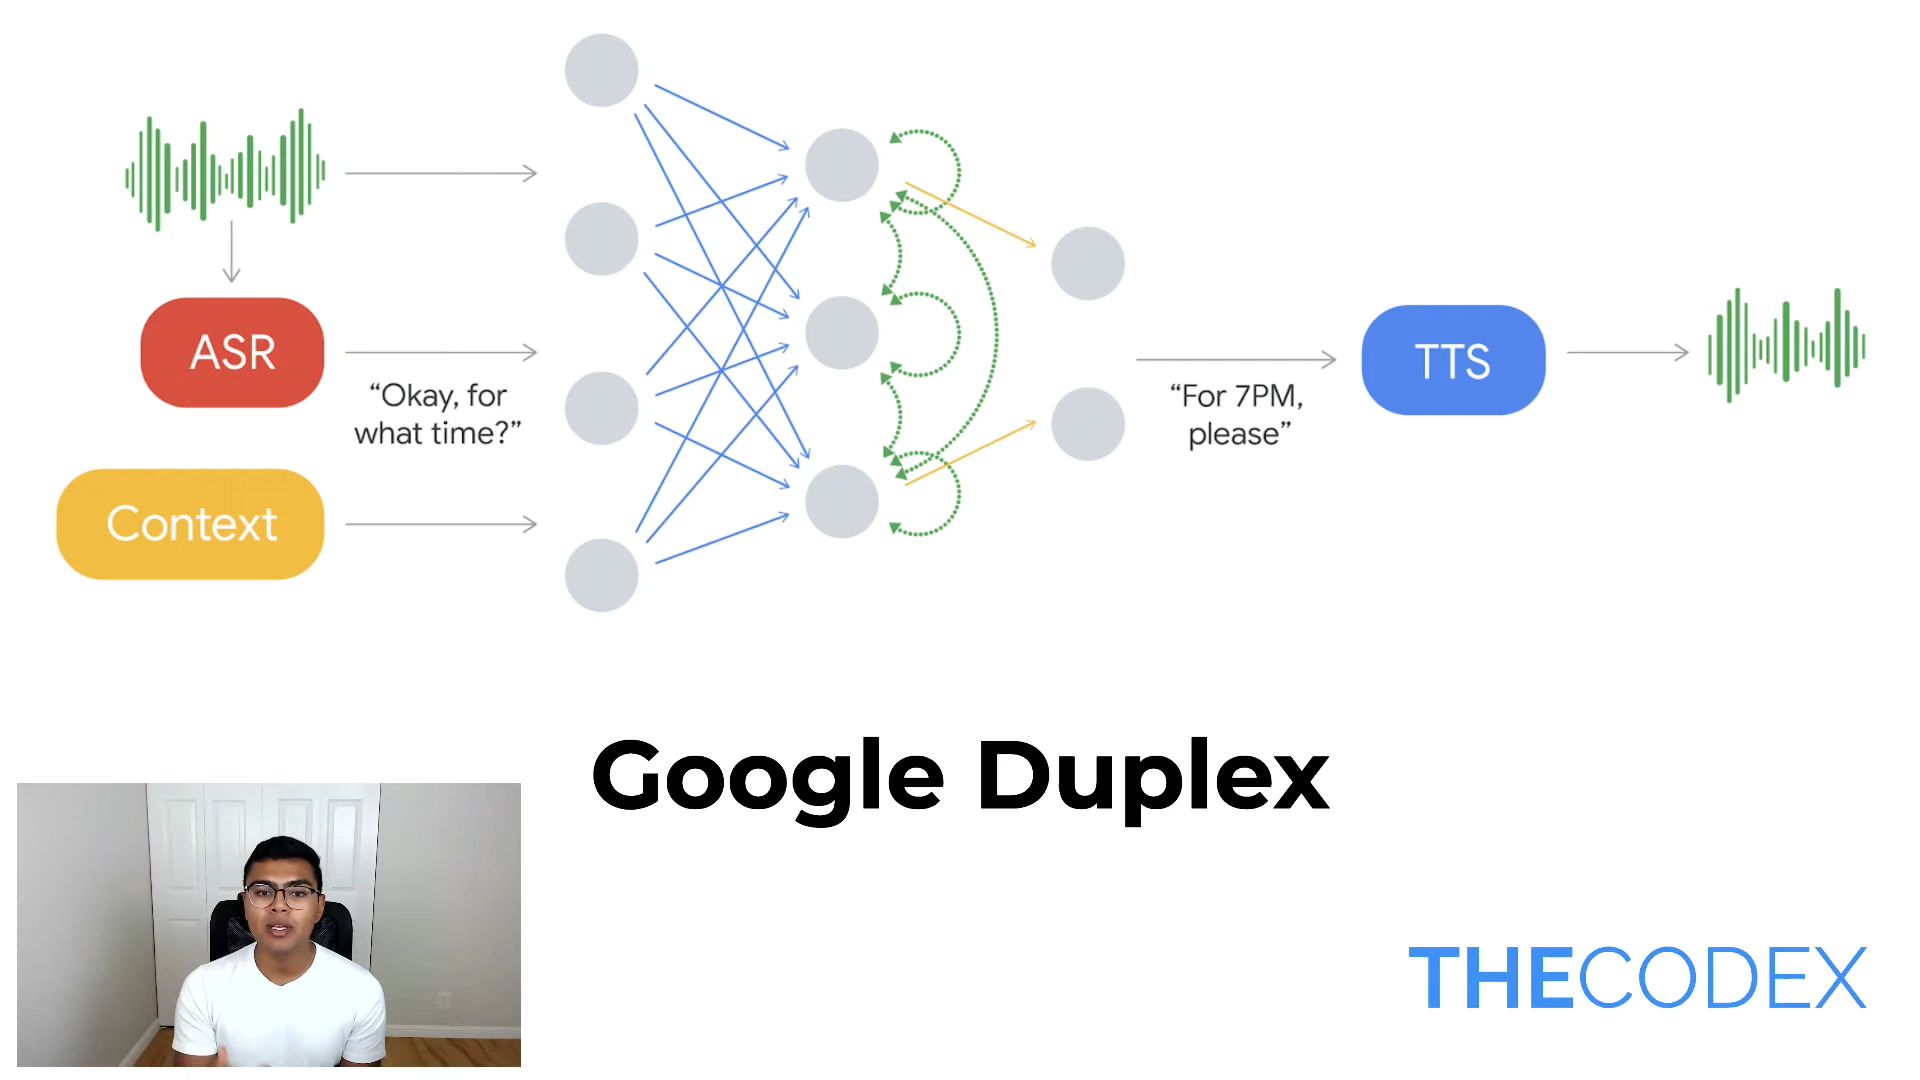 ASR
“Okay, for
what time?”
Context
“For 7PM,
please”
TTS
Google Duplex
THECODEX